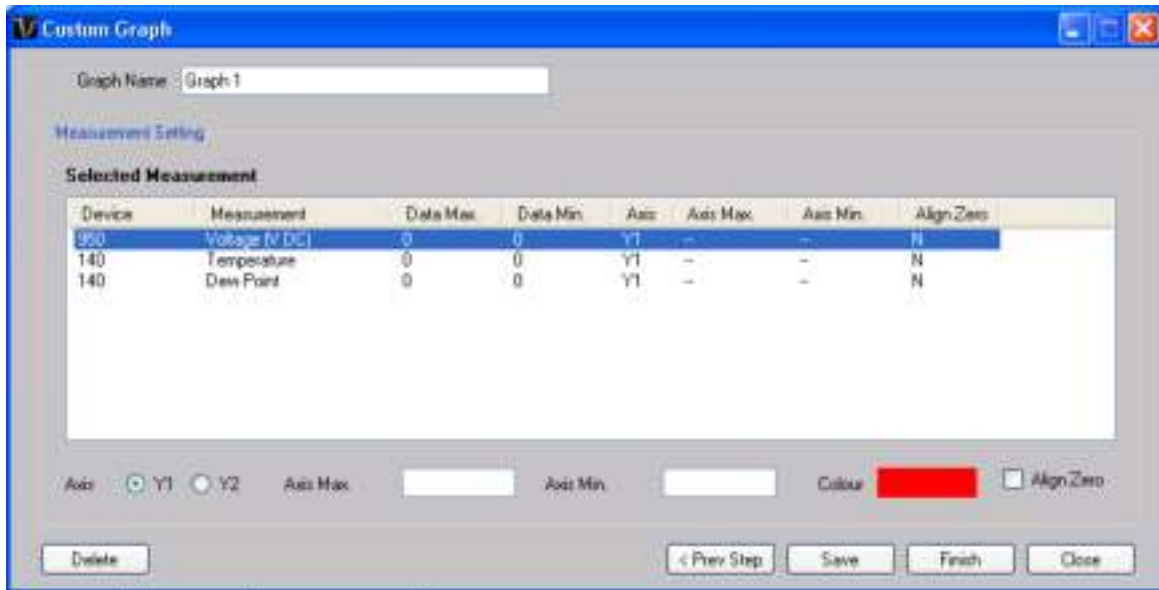 Custom Graph
Graph Name Graph 1
Measurement Setting
Selected Measurement
Device Measurement Data Max. Data Min. Axis Axis Max. Axis Min. Align Zero
950 Voltage (V DC) 0 0 Y1 -- -- N
140 Temperature 0 0 Y1 -- -- N
140 Dew Point 0 0 Y1 -- -- N
Axis Y1 Y2 Axis Max. Axis Min. Colour Align Zero
Delete < Prev Step Save Finish Close